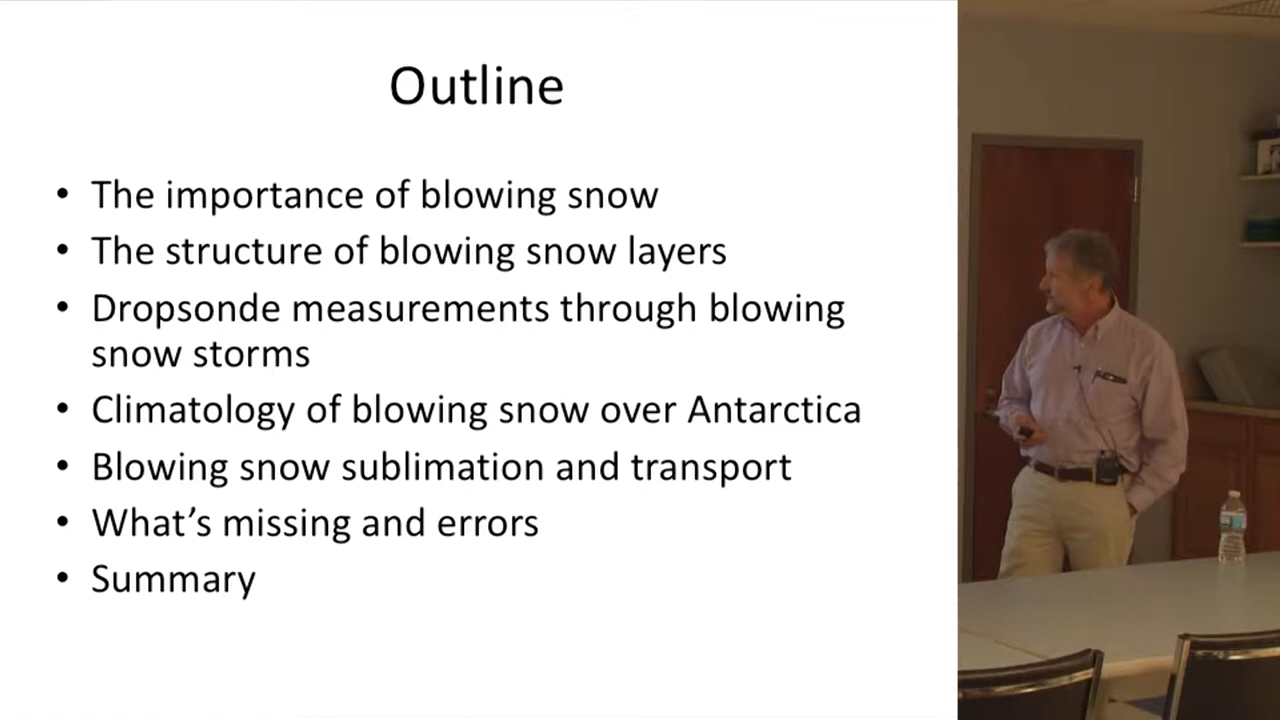 Outline
• The importance of blowing snow
• The structure of blowing snow layers
• Dropsonde measurements through blowing
snow storms
• Climatology of blowing snow over Antarctica
• Blowing snow sublimation and transport
• What’s missing and errors
• Summary